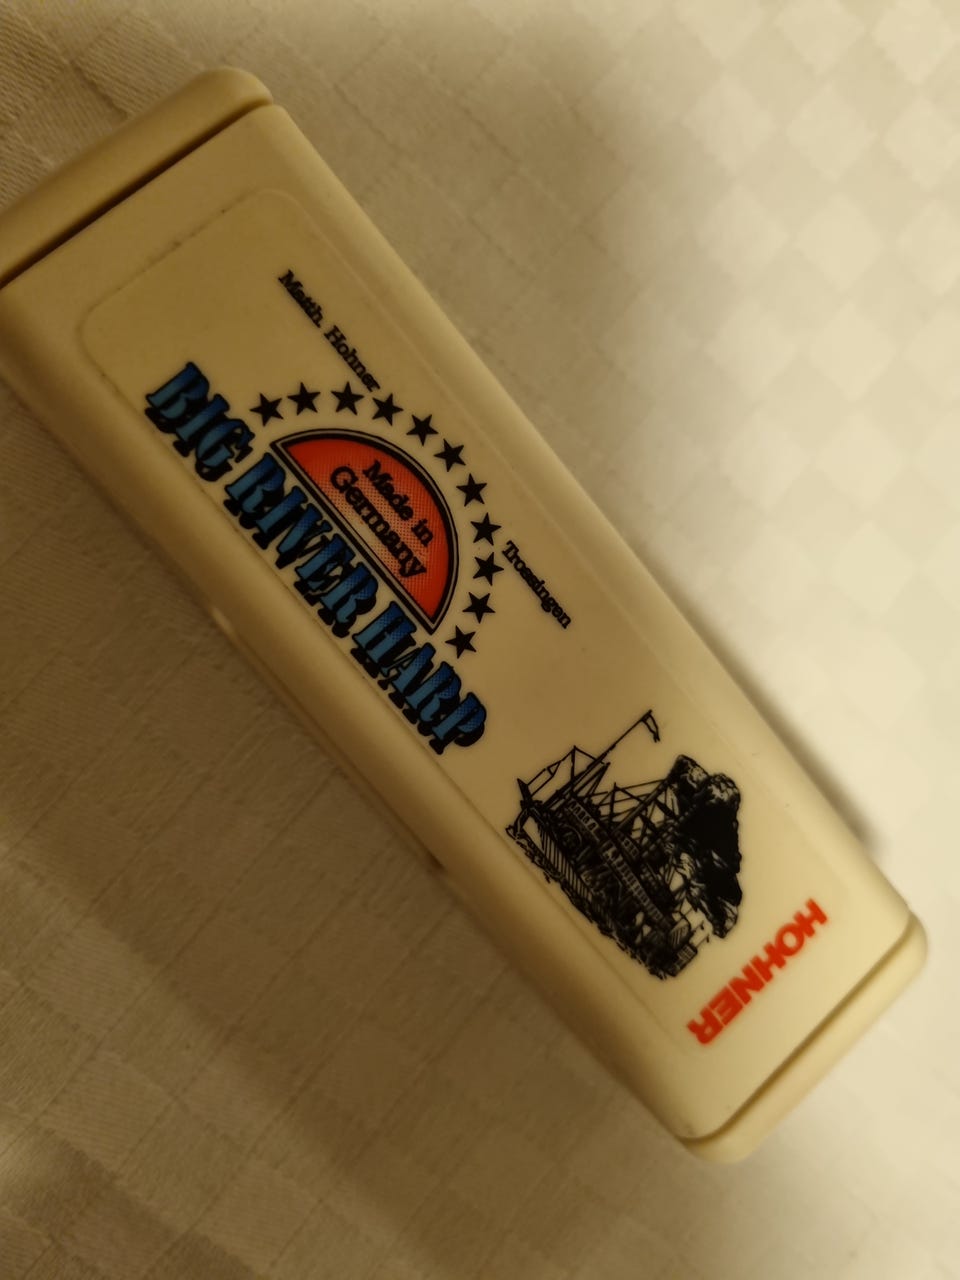 Matth. Hohner
Trossingen
Made in
Germany
BIG RIVER HARP
HOHNER